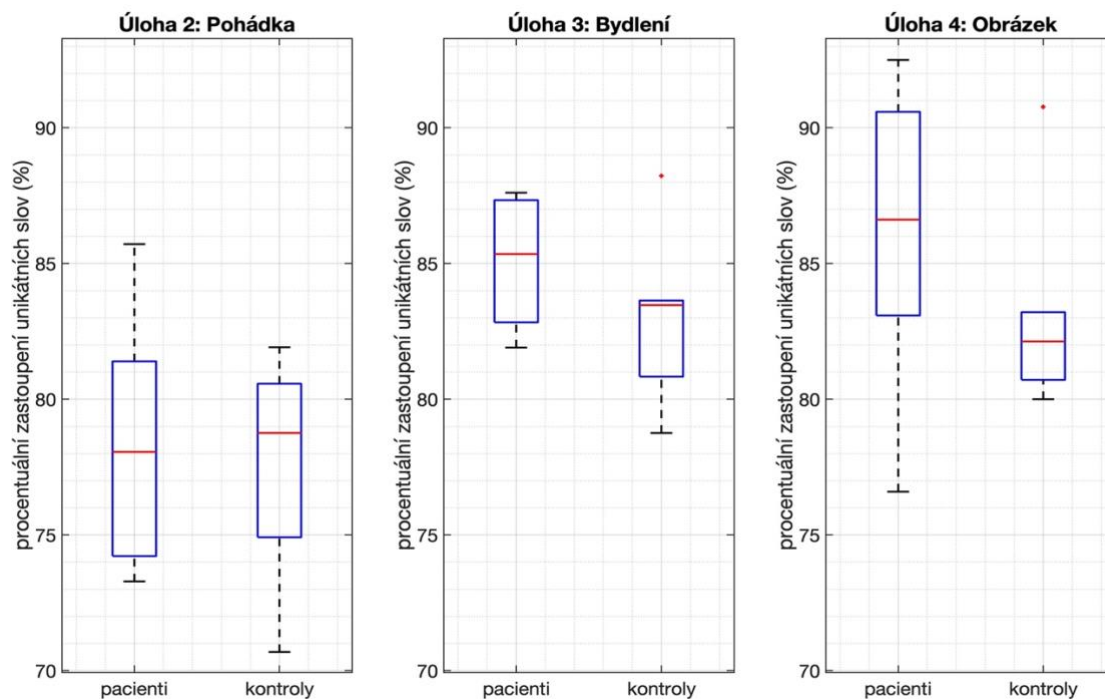 Úloha 2: Pohádka
procentuální zastoupení unikátních slov (%)
90
85
80
75
70
pacienti kontroly
Úloha 3: Bydlení
procentuální zastoupení unikátních slov (%)
90
85
80
75
70
pacienti kontroly
Úloha 4: Obrázek
procentuální zastoupení unikátních slov (%)
90
85
80
75
70
pacienti kontroly